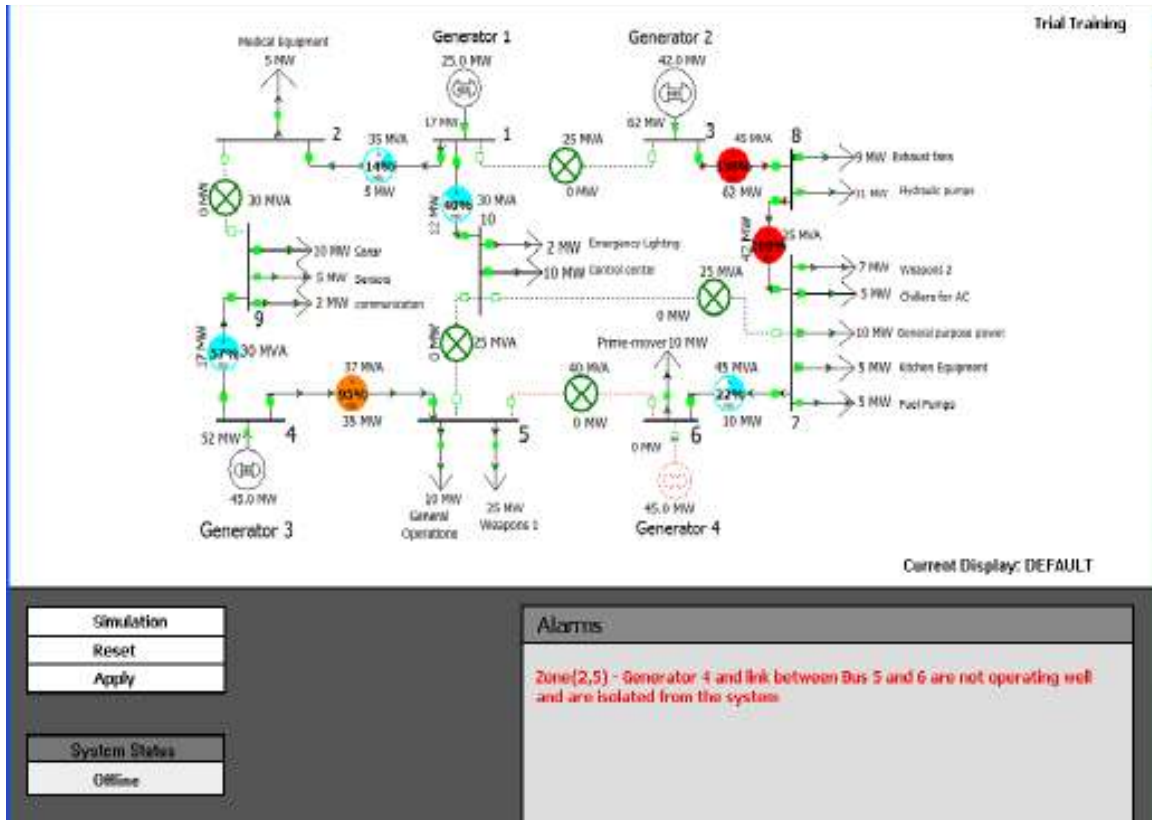 Trial Training
Medical Equipment
5 MW
Generator 1
25.0 MW
Generator 2
42.0 MW
17 MW
62 MW
2
35 MVA
14%
5 MW
1
25 MVA
0 MW
3
45 MVA
62 MW
8
9 MW Exhaust fans
Hydraulic pumps
0 MW
30 MVA
12 MW
40%
30 MVA
10
2 MW Emergency Lighting
10 MW Control center
25 MVA
25 MVA
0 MW
7 MW Weapons 2
5 MW Chillers for AC
10 MW General purpose power
5 MW Kitchen Equipment
5 MW Fuel Pumps
Sonar
5 MW Sensors
2 MW communication
9
17 MW
57%
30 MVA
0 MW
25 MVA
Prime-mover 10 MW
37 MVA
95%
35 MW
40 MVA
0 MW
45 MVA
22%
10 MW
52 MW
4
5
0 MW
6
7
45.0 MW
Generator 3
10 MW
General
Operations
25 MW
Weapons 1
45.0 MW
Generator 4
Current Display: DEFAULT
Simulation
Reset
Apply
System Status
Offline
Alarms
Zone(2,5) - Generator 4 and link between Bus 5 and 6 are not operating well
and are isolated from the system